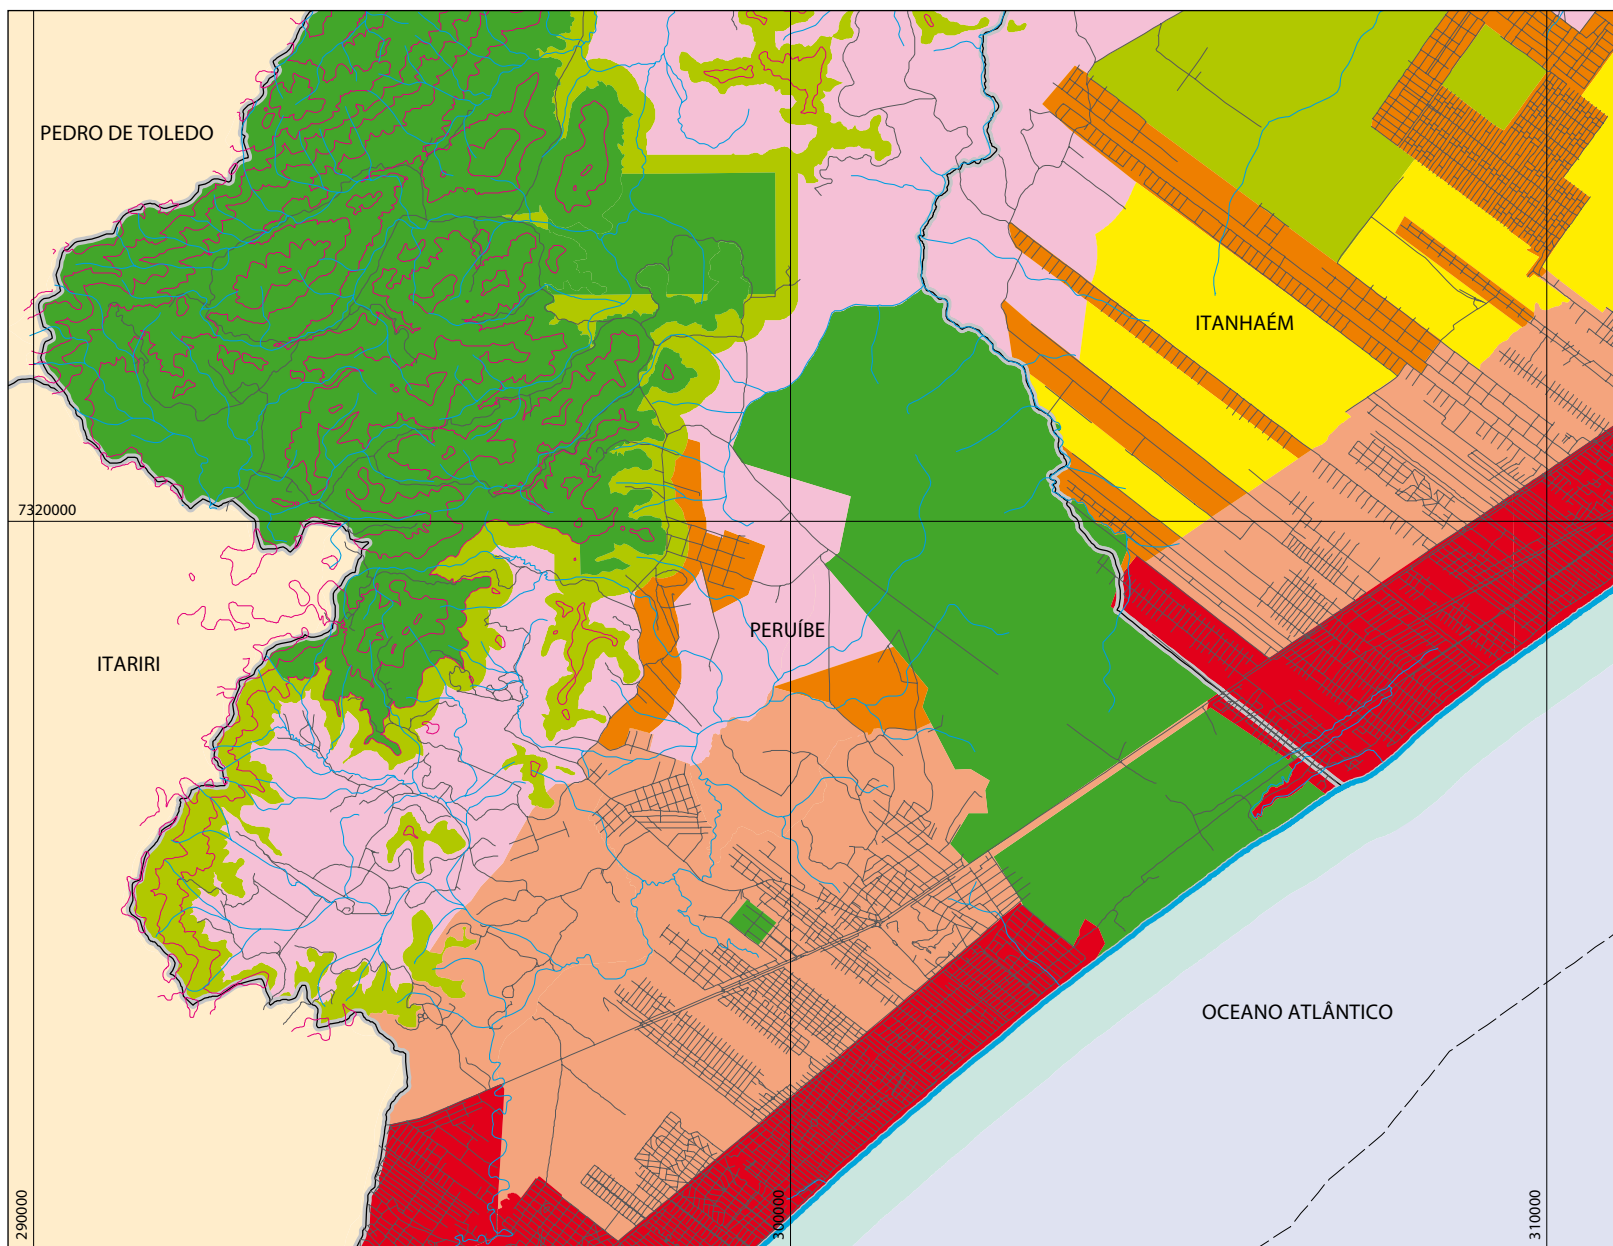 PEDRO DE TOLEDO
ITANHAÉM
7320000
PERUÍBE
ITARIRI
OCEANO ATLÂNTICO
290000
300000
310000